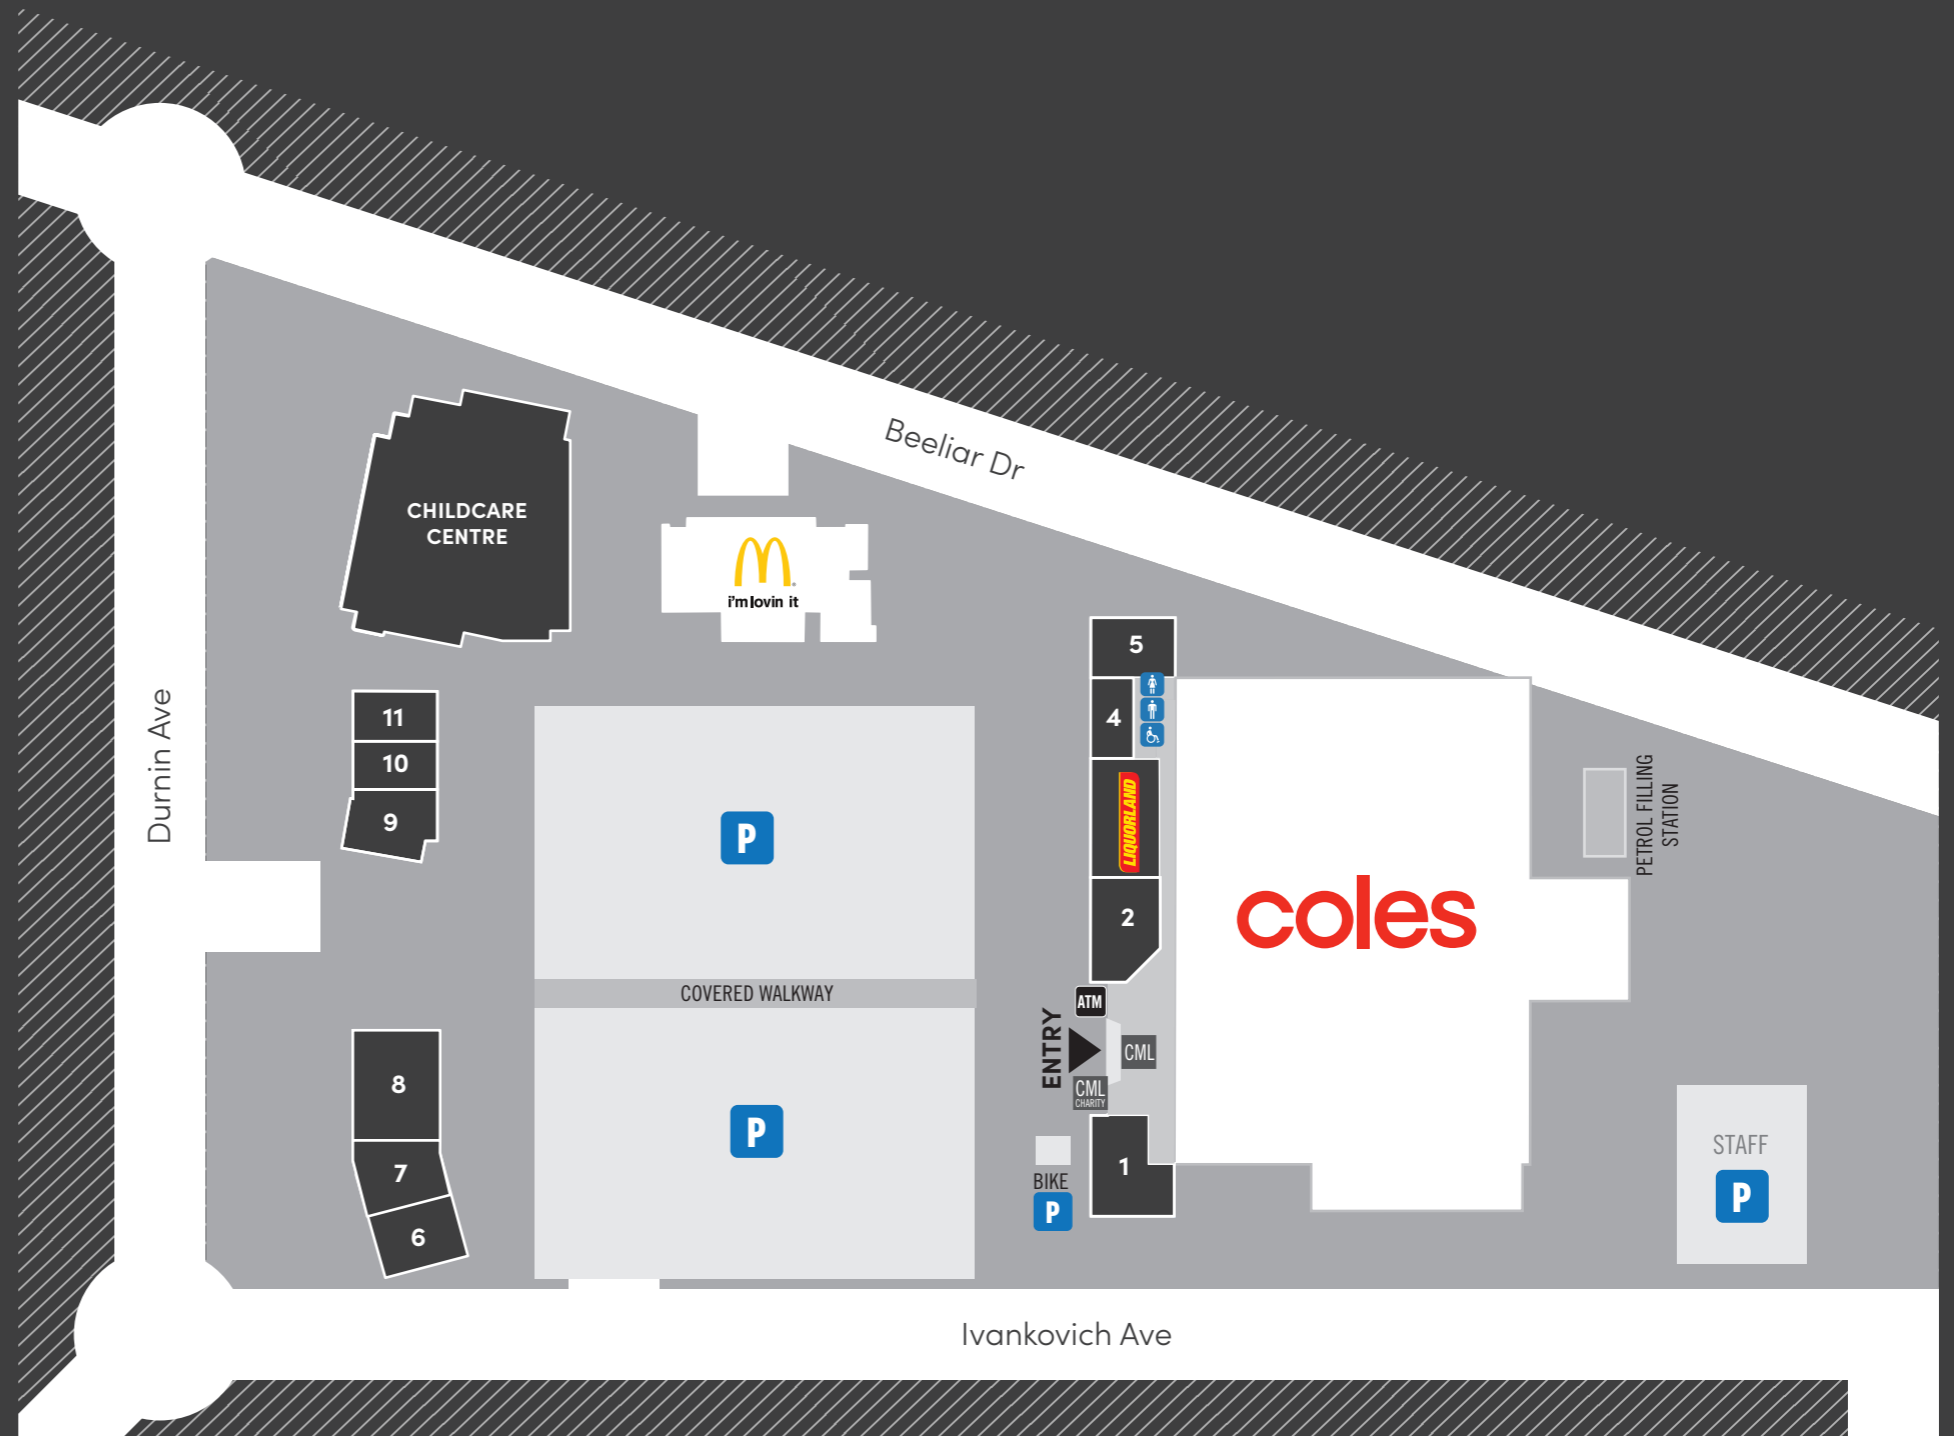 Beeliar Dr
CHILDCARE
CENTRE
i'm lovin it
5
4
11
10
9
Durnin Ave
P
LIQUORLAND
2
coles
PETROL FILLING
STATION
COVERED WALKWAY
ATM
ENTRY
CML
CML
CHARITY
8
7
6
P
BIKE
P
1
STAFF
P
Ivankovich Ave